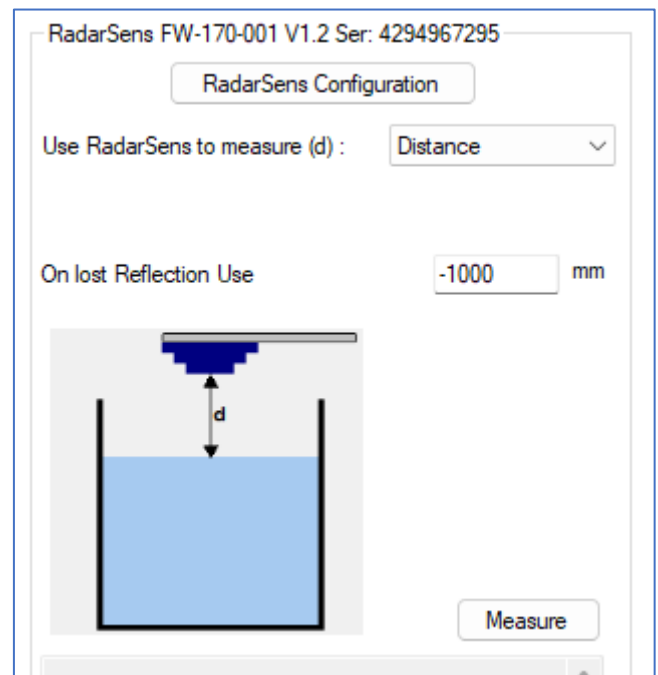 RadarSens FW-170-001 V1.2 Ser: 4294967295
RadarSens Configuration
Use RadarSens to measure (d) : Distance
On lost Reflection Use -1000 mm
d
Measure